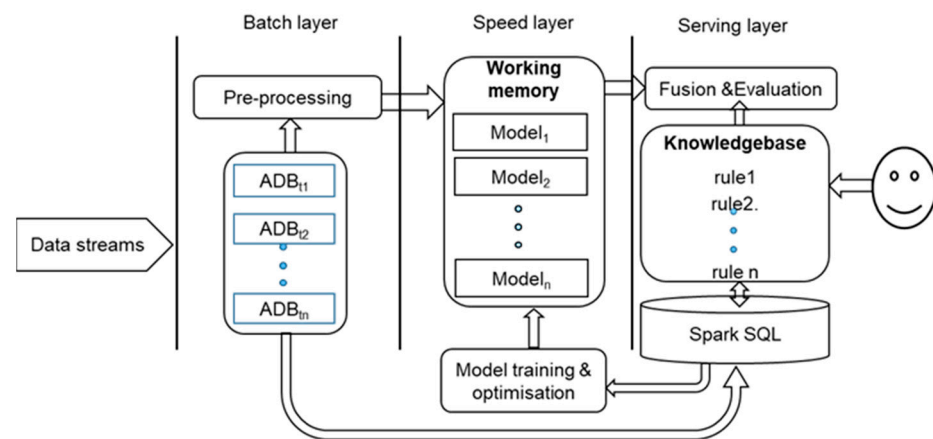 Batch layer
Speed layer
Serving layer
Pre-processing
Working
memory
Fusion &Evaluation
Model₁
Knowledgebase
ADBₜ₁
Model₂
rule1
rule2.
Data streams
ADBₜ₂
Modelₙ
rule n
ADBₜₙ
Spark SQL
Model training &
optimisation